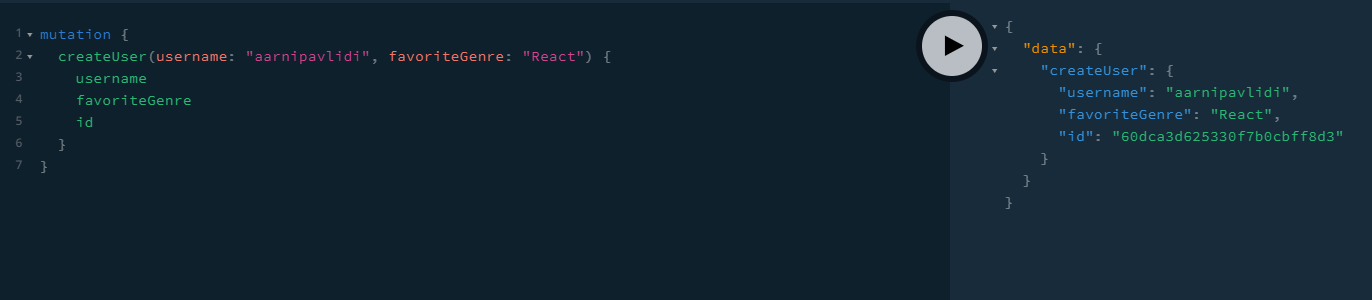 1 mutation {
2 createUser(username: "aarnipavlidi", favoriteGenre: "React") {
3 username
4 favoriteGenre
5 id
6 }
7 }
{
"data": {
"createUser": {
"username": "aarnipavlidi",
"favoriteGenre": "React",
"id": "60dca3d625330f7b0cbff8d3"
}
}
}